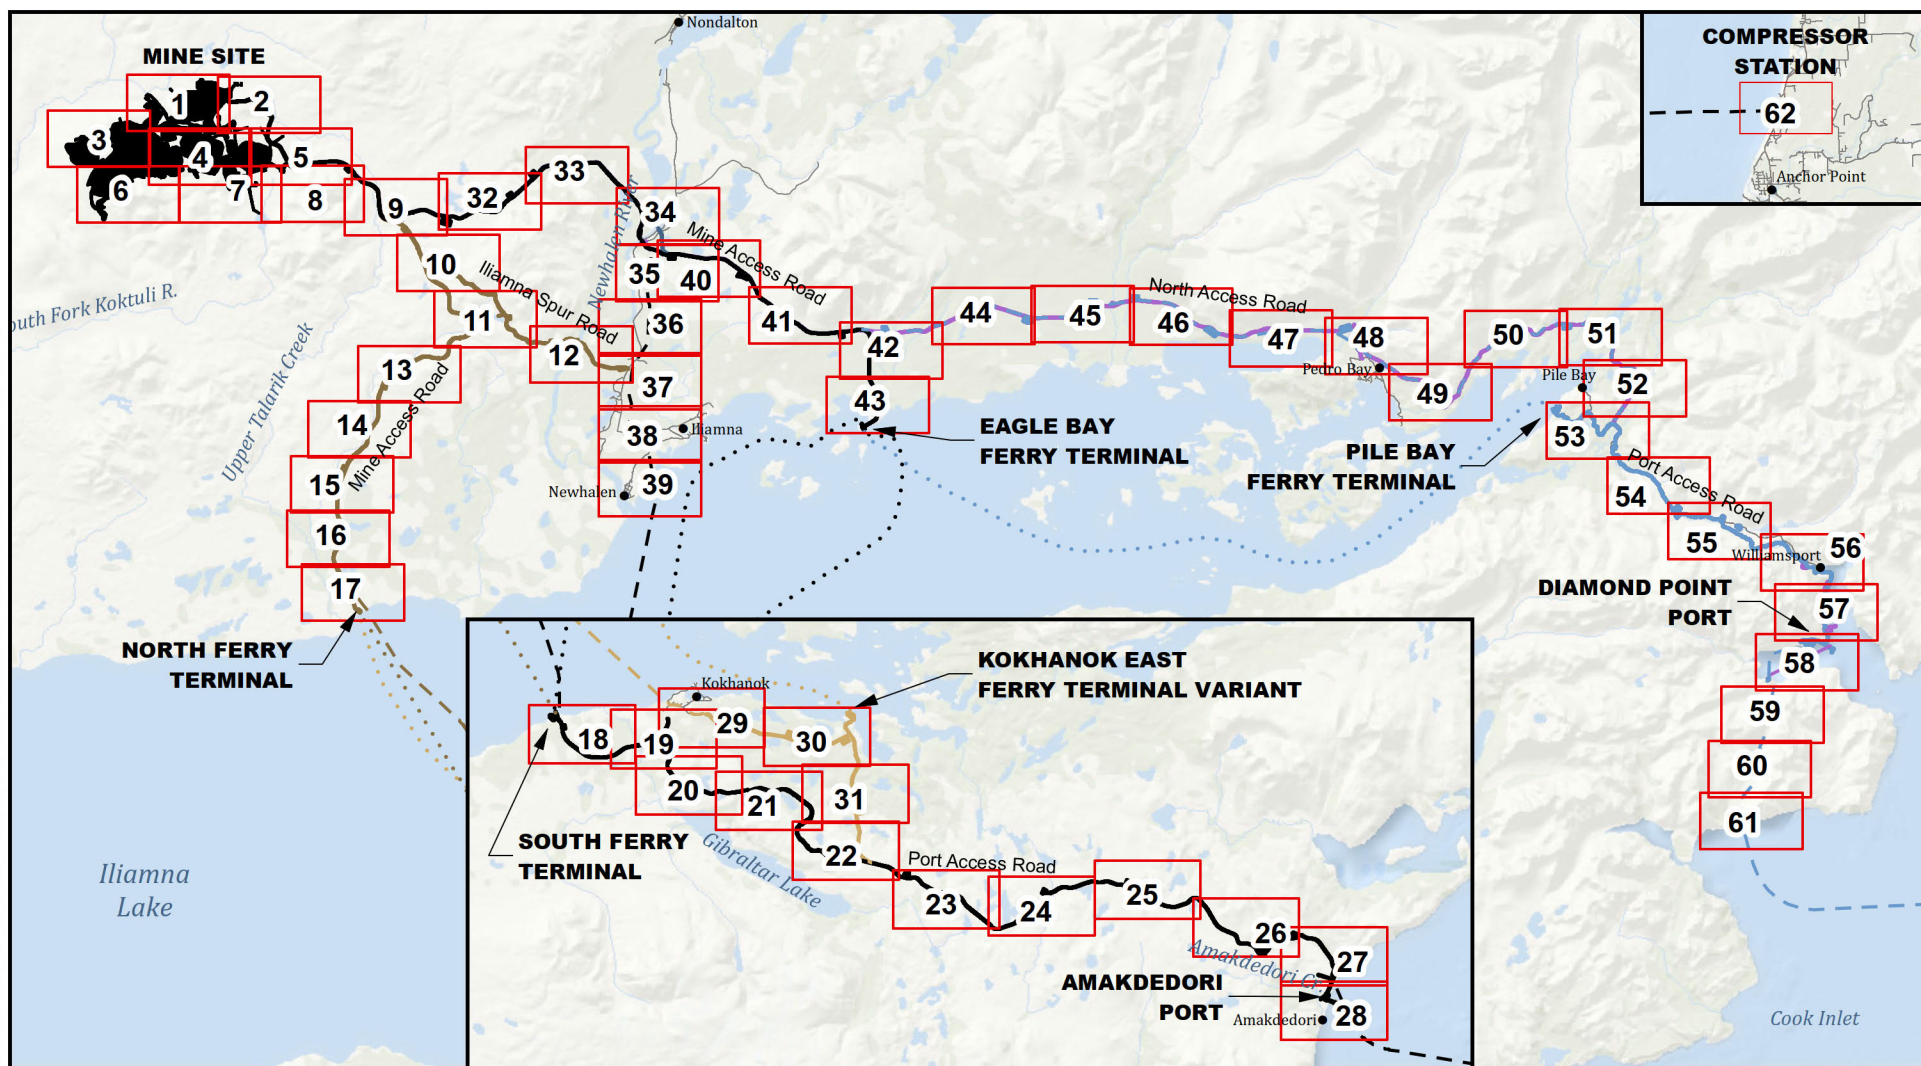 Nondalton
MINE SITE
COMPRESSOR
STATION
62
Anchor Point
1
2
3
4
5
6
7
8
9
32
33
34
Newhalen River
35
40
Mine Access Road
41
10
Iliamna Spur Road
11
12
13
14
15
16
17
Mine Access Road
outh Fork Koktuli R.
Upper Talarik Creek
36
37
38
Iliamna
39
Newhalen
42
43
44
45
46
North Access Road
47
48
Pedro Bay
49
50
51
Pile Bay
52
53
EAGLE BAY
FERRY TERMINAL
PILE BAY
FERRY TERMINAL
Port Access Road
54
55
Williamsport
56
57
DIAMOND POINT
PORT
58
59
60
61
NORTH FERRY
TERMINAL
KOKHANOK EAST
FERRY TERMINAL VARIANT
Kokhanok
18
19
29
30
20
21
31
22
SOUTH FERRY
TERMINAL
Gibraltar Lake
Port Access Road
23
24
25
26
27
Amakdedori Cr.
AMAKDEDORI
PORT
Amakdedori
28
Iliamna
Lake
Cook Inlet